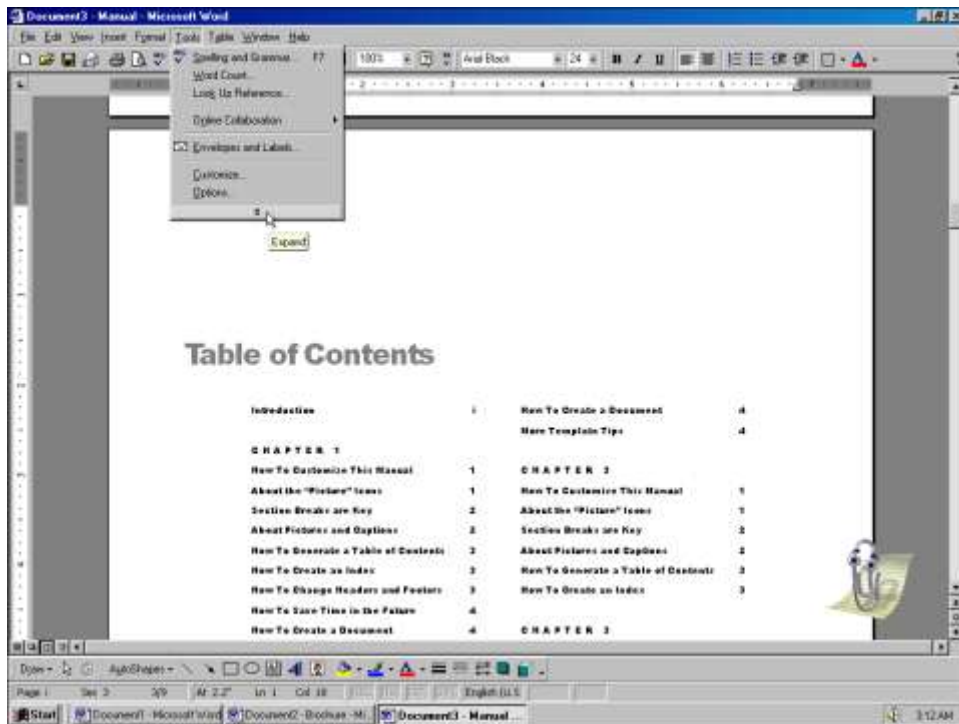 Document3 - Manual - Microsoft Word
File Edit View Insert Format Tools Table Window Help
100% Arial Black 24 B I U A
Spelling and Grammar... F7
Word Count...
Look Up Reference...
Online Collaboration
Envelopes and Labels...
Customize...
Options...
Expand
Table of Contents
Introduction i
How To Create a Document 4
More Template Tips 4
CHAPTER 1
How To Customize This Manual 1
About the "Picture" Icons 1
Section Breaks are Key 2
About Pictures and Captions 2
How To Generate a Table of Contents 3
How To Create an Index 3
How To Change Headers and Footers 3
How To Save Time in the Future 4
How To Create a Document 4
CHAPTER 2
How To Customize This Manual 1
About the "Picture" Icons 1
Section Breaks are Key 2
About Pictures and Captions 2
How To Generate a Table of Contents 3
How To Create an Index 3
CHAPTER 3
Draw AutoShapes
Page i Sec 3 3/9 At 2.2" Ln 1 Col 18 English (U.S
Start Document1 - Microsoft Word Document2 - Brochure - Mi... Document3 - Manual ... 3:12 AM